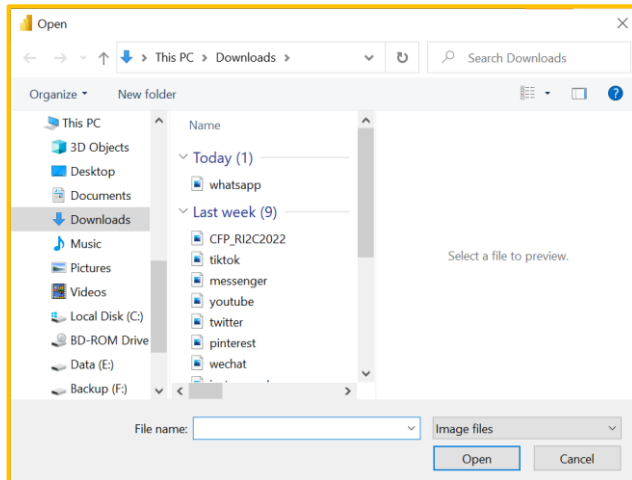 Open
This PC > Downloads >
Search Downloads
Organize
New folder
This PC
3D Objects
Desktop
Documents
Downloads
Music
Pictures
Videos
Local Disk (C:)
BD-ROM Drive
Data (E:)
Backup (F:)
Name
Today (1)
whatsapp
Last week (9)
CFP_RI2C2022
tiktok
messenger
youtube
twitter
pinterest
wechat
Select a file to preview.
File name:
Image files
Open
Cancel